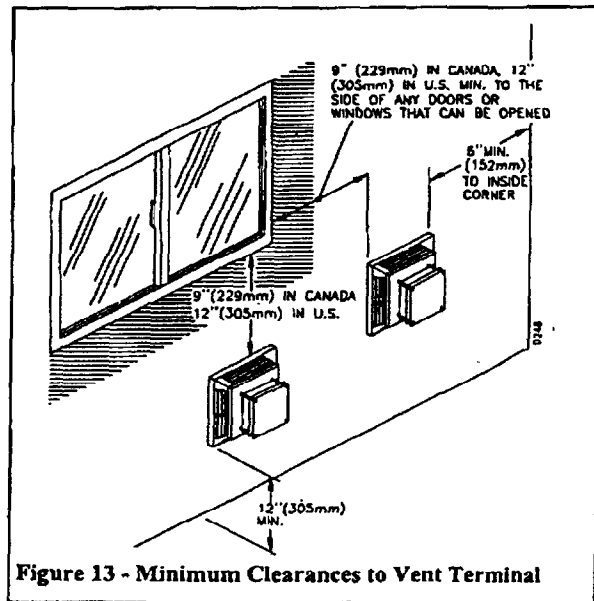 9" (229mm) IN CANADA, 12"
(305mm) IN U.S. MIN. TO THE
SIDE OF ANY DOORS OR
WINDOWS THAT CAN BE OPENED
6"MIN.
(152mm)
TO INSIDE
CORNER
9"(229mm) IN CANADA
12"(305mm) IN U.S.
D248
12"(305mm)
MIN.
Figure 13 - Minimum Clearances to Vent Terminal